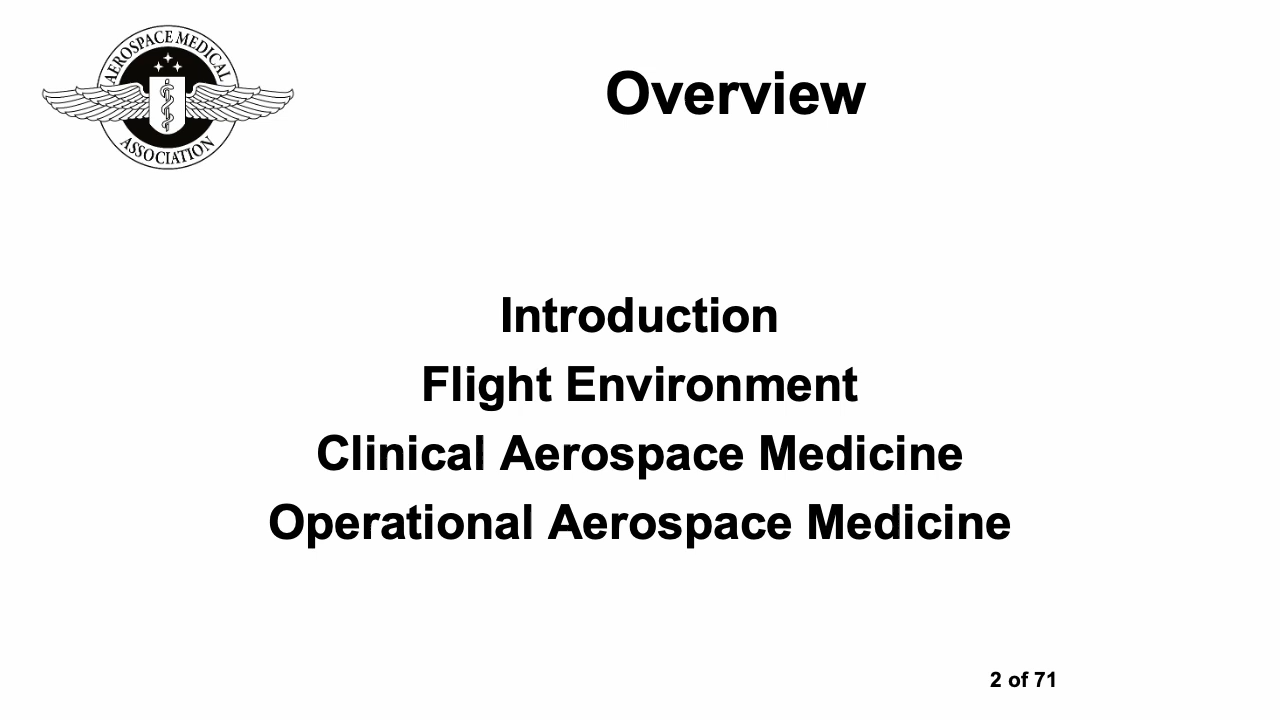 AEROSPACE MEDICAL
ASSOCIATION
Overview
Introduction
Flight Environment
Clinical Aerospace Medicine
Operational Aerospace Medicine
2 of 71